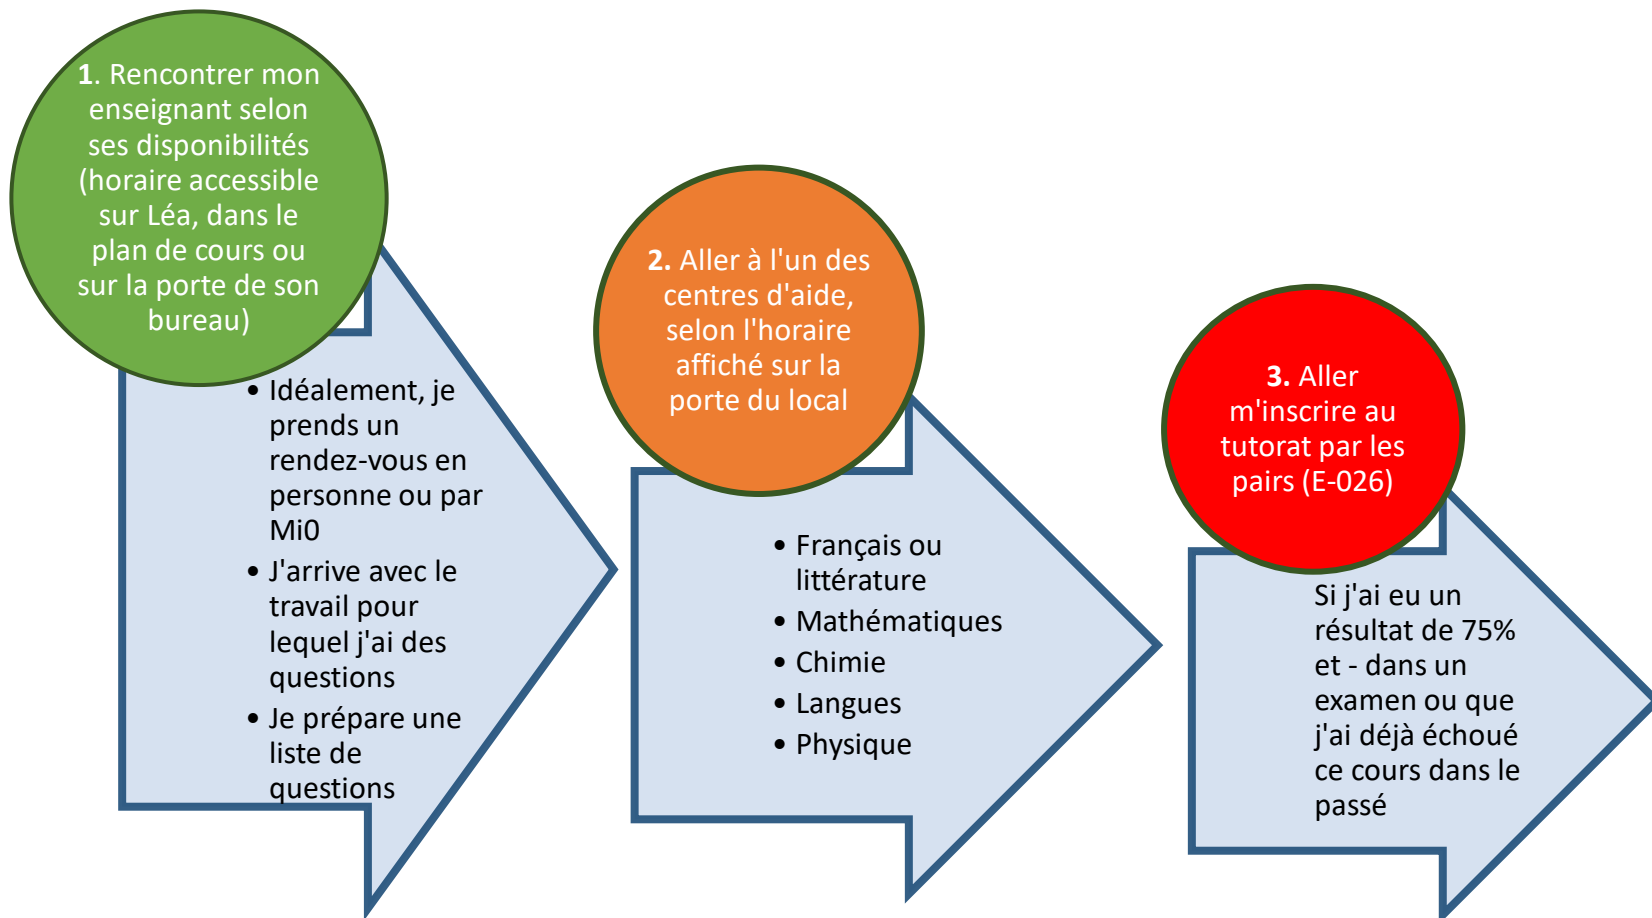 1. Rencontrer mon
enseignant selon
ses disponibilités
(horaire accessible
sur Léa, dans le
plan de cours ou
sur la porte de son
bureau)
• Idéalement, je
prends un
rendez-vous en
personne ou par
Mi0
• J'arrive avec le
travail pour
lequel j'ai des
questions
• Je prépare une
liste de
questions
2. Aller à l'un des
centres d'aide,
selon l'horaire
affiché sur la
porte du local
• Français ou
littérature
• Mathématiques
• Chimie
• Langues
• Physique
3. Aller
m'inscrire au
tutorat par les
pairs (E-026)
Si j'ai eu un
résultat de 75%
et - dans un
examen ou que
j'ai déjà échoué
ce cours dans le
passé